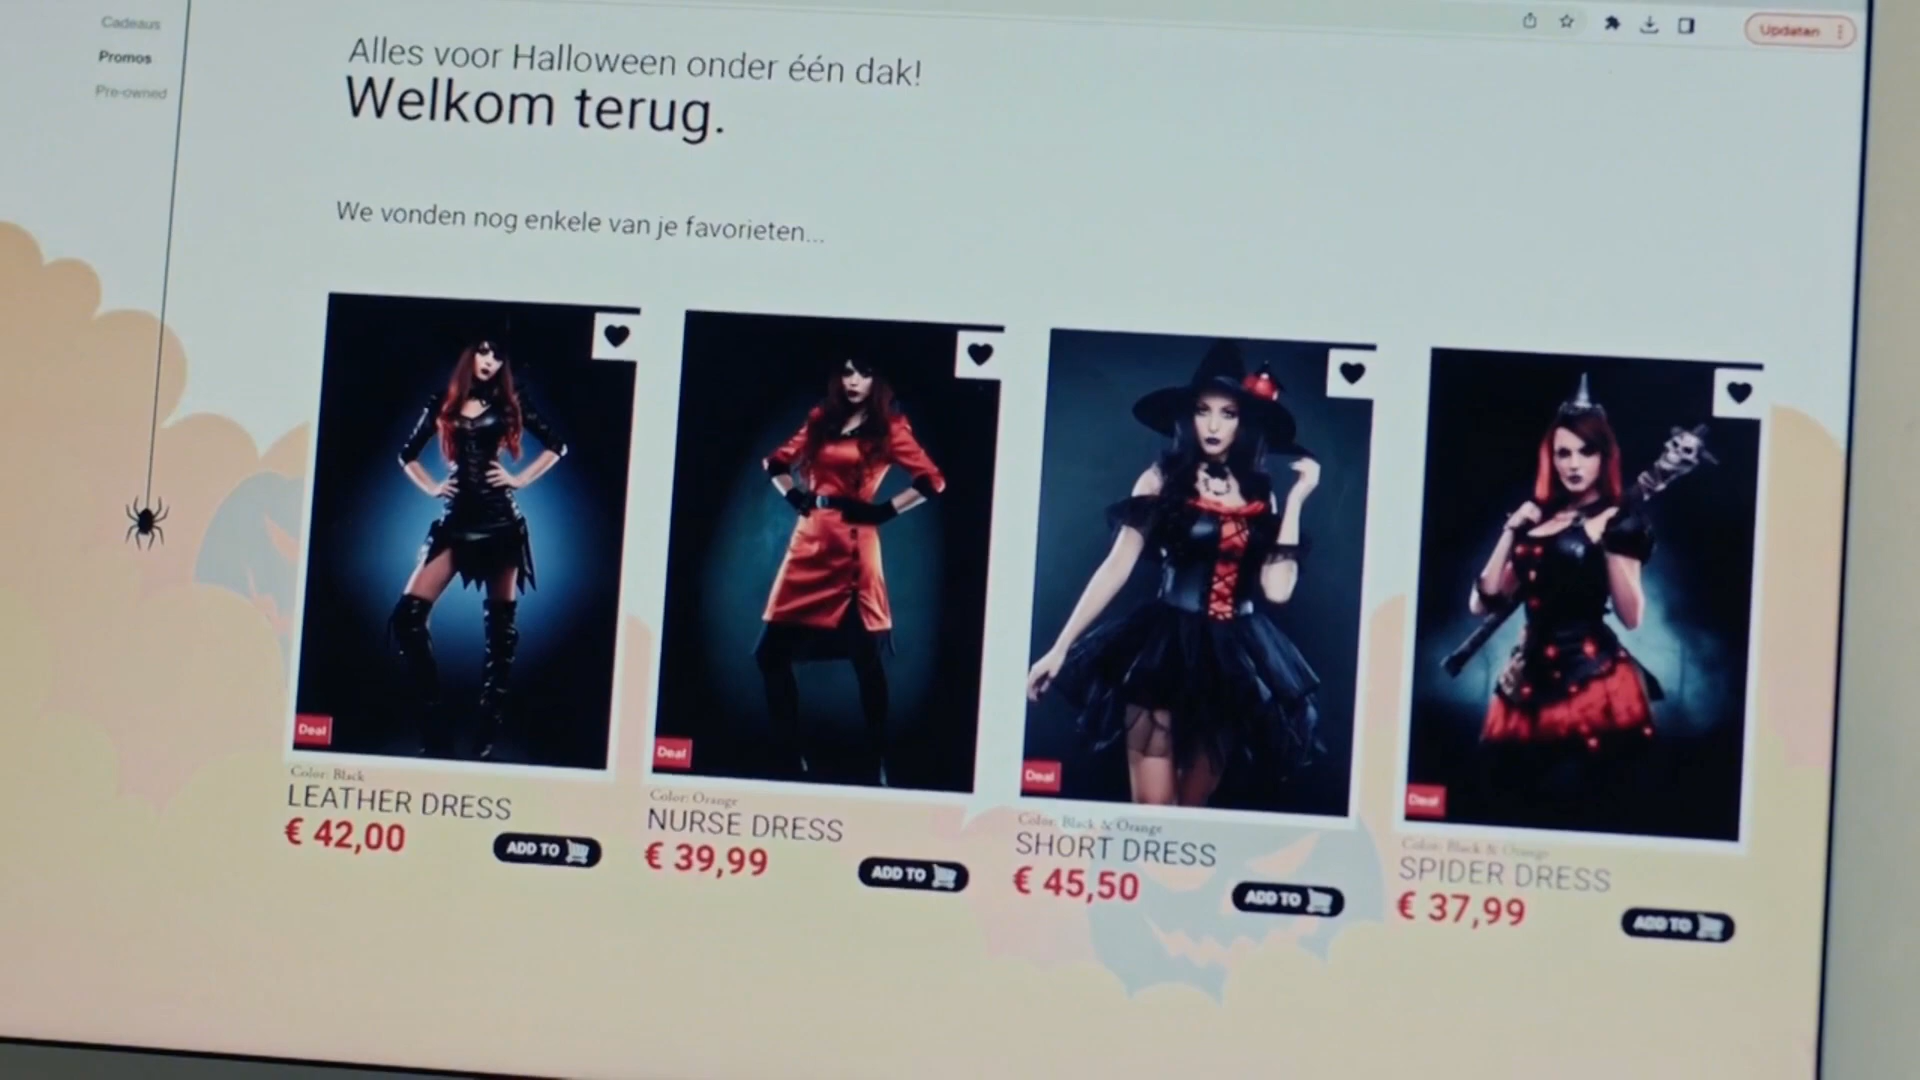 Cadeaus
Promos
Pre-owned
Updaten
Alles voor Halloween onder één dak!
Welkom terug.
We vonden nog enkele van je favorieten...
Deal
Color: Black
LEATHER DRESS
€ 42,00
ADD TO
Deal
Color: Orange
NURSE DRESS
€ 39,99
ADD TO
Deal
Color: Black & Orange
SHORT DRESS
€ 45,50
ADD TO
Deal
Color: Black & Orange
SPIDER DRESS
€ 37,99
ADD TO